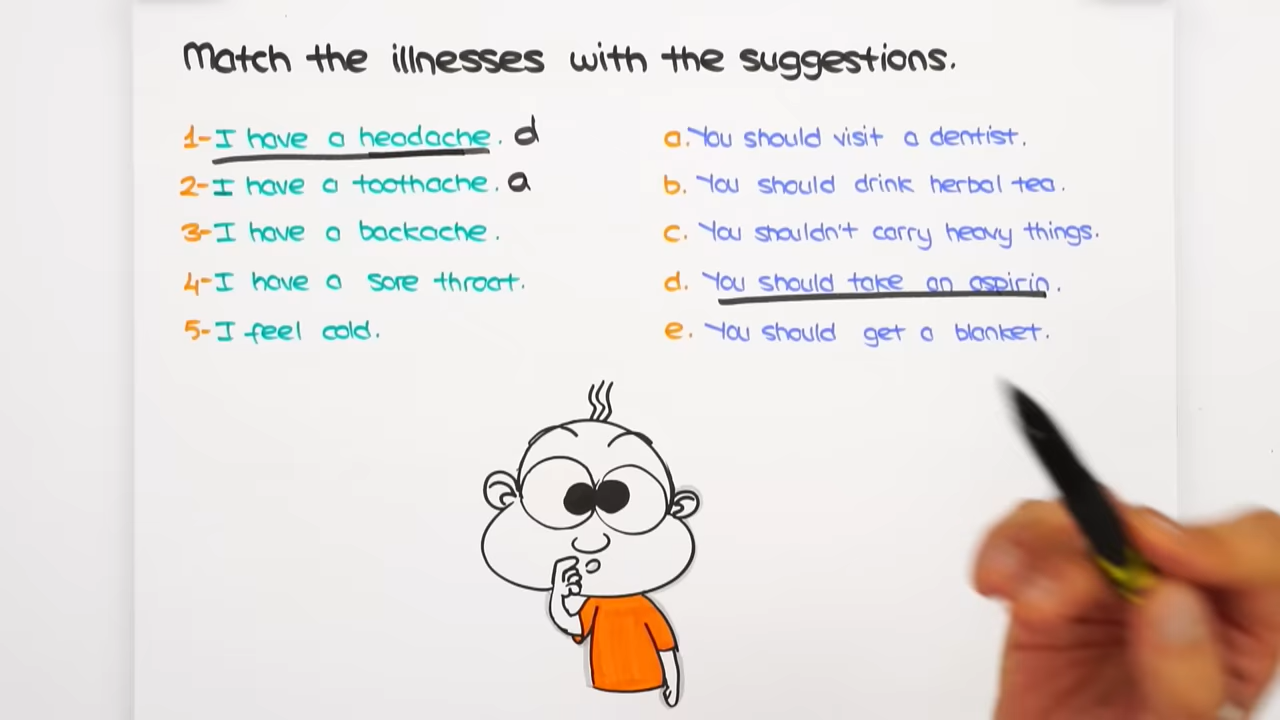 Match the illnesses with the suggestions.
1-I have a headache. d
2-I have a toothache. a
3-I have a backache.
4-I have a sore throat.
5-I feel cold.
a. You should visit a dentist.
b. You should drink herbal tea.
c. You shouldn't carry heavy things.
d. You should take an aspirin.
e. You should get a blanket.